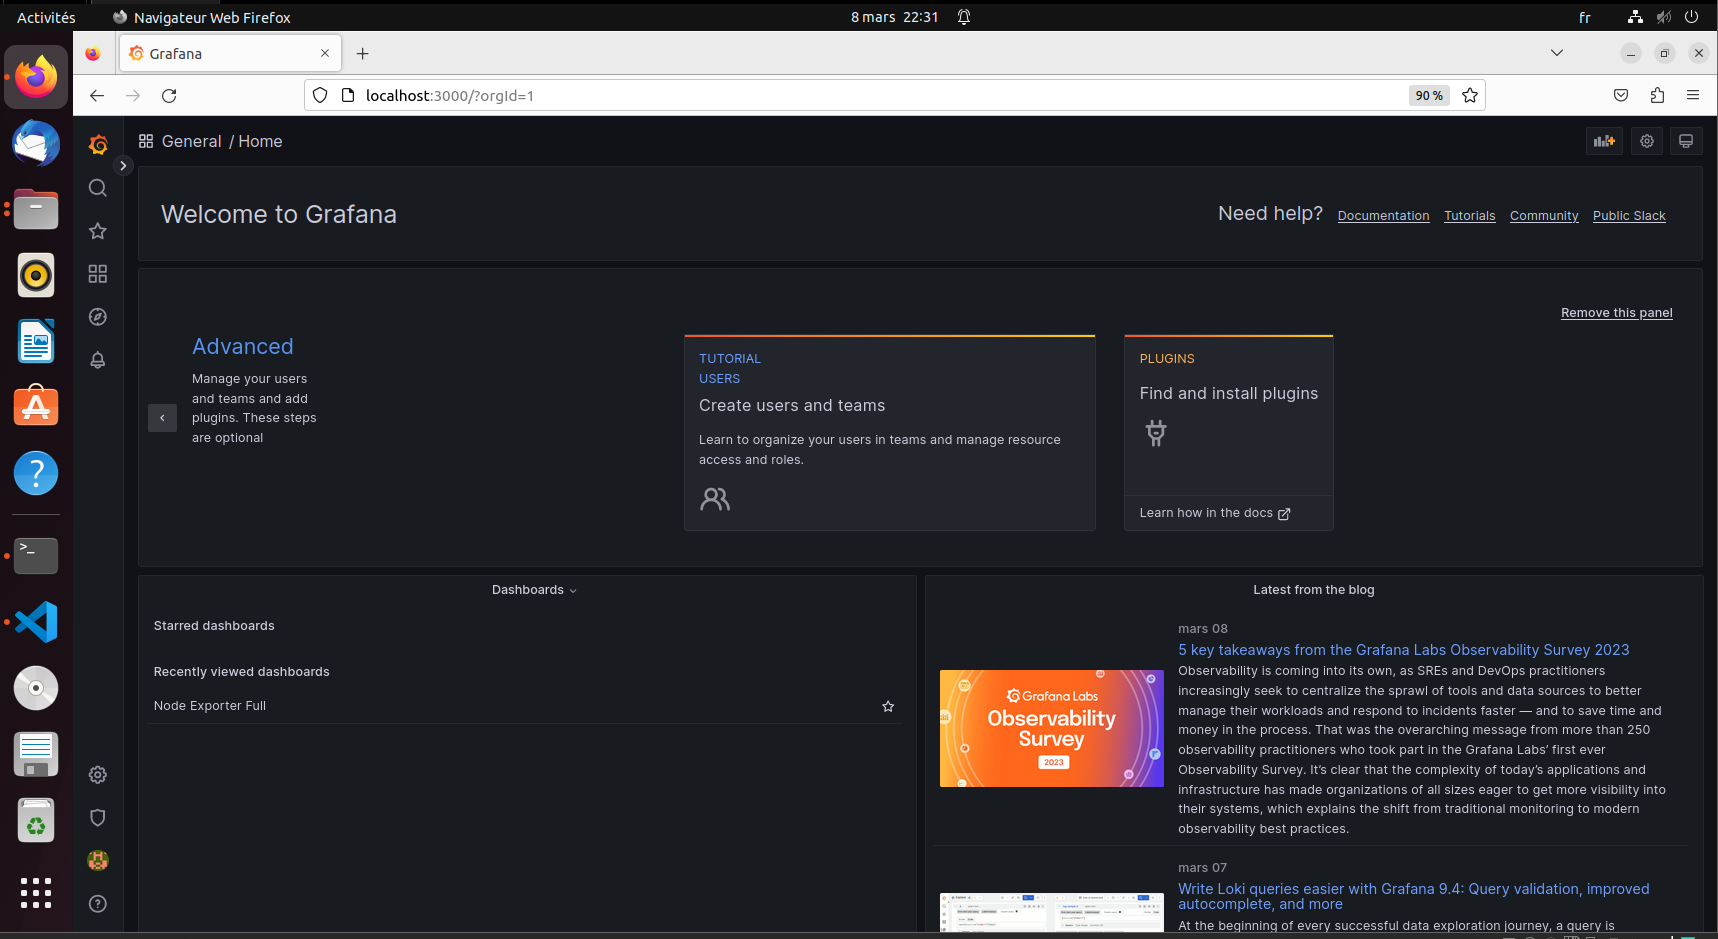 Activités
Navigateur Web Firefox
8 mars 22:31
fr
Grafana
localhost:3000/?orgId=1
90 %
General / Home
Welcome to Grafana
Need help?
Documentation
Tutorials
Community
Public Slack
Remove this panel
Advanced
Manage your users
and teams and add
plugins. These steps
are optional
TUTORIAL
USERS
Create users and teams
Learn to organize your users in teams and manage resource
access and roles.
PLUGINS
Find and install plugins
Learn how in the docs
Dashboards
Starred dashboards
Recently viewed dashboards
Node Exporter Full
Latest from the blog
mars 08
5 key takeaways from the Grafana Labs Observability Survey 2023
Observability is coming into its own, as SREs and DevOps practitioners
increasingly seek to centralize the sprawl of tools and data sources to better
manage their workloads and respond to incidents faster — and to save time and
money in the process. That was the overarching message from more than 250
observability practitioners who took part in the Grafana Labs’ first ever
Observability Survey. It’s clear that the complexity of today’s applications and
infrastructure has made organizations of all sizes eager to get more visibility into
their systems, which explains the shift from traditional monitoring to modern
observability best practices.
Grafana Labs
Observability
Survey
2023
mars 07
Write Loki queries easier with Grafana 9.4: Query validation, improved
autocomplete, and more
At the beginning of every successful data exploration journey, a query is